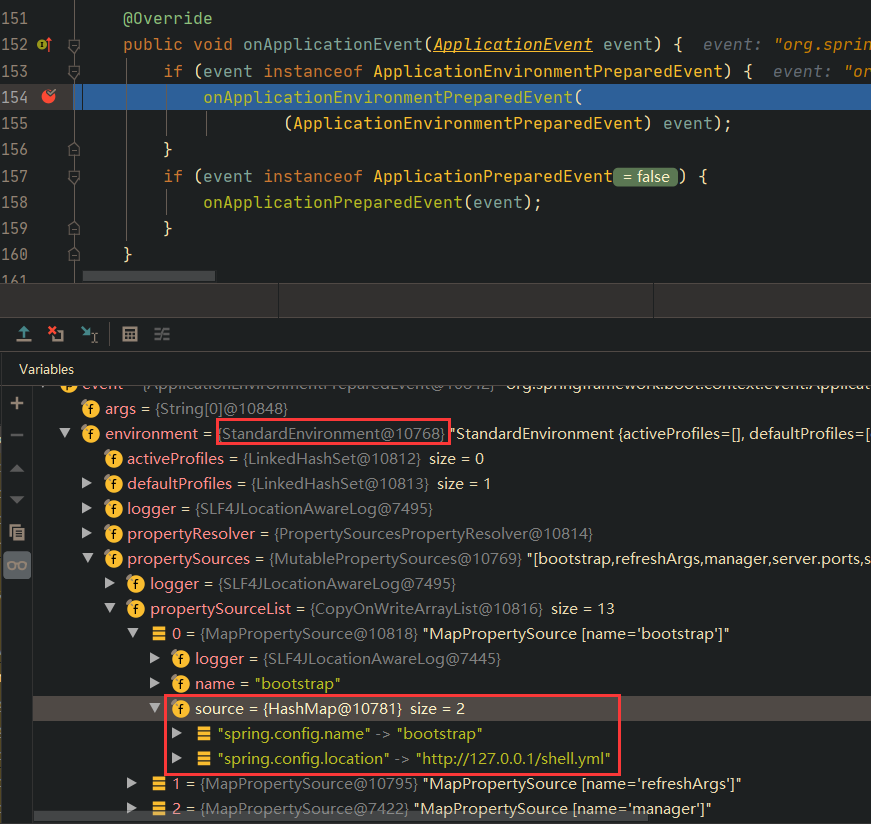 151 @Override
152 public void onApplicationEvent(ApplicationEvent event) { event: "org.sprin
153 if (event instanceof ApplicationEnvironmentPreparedEvent) { event: "or
154 onApplicationEnvironmentPreparedEvent(
155 (ApplicationEnvironmentPreparedEvent) event);
156 }
157 if (event instanceof ApplicationPreparedEvent = false ) {
158 onApplicationPreparedEvent(event);
159 }
160 }
161
Variables
event = {ApplicationEnvironmentPreparedEvent@10842} "org.springframework.boot.context.event.Applicat
args = {String[0]@10848}
environment = {StandardEnvironment@10768} "StandardEnvironment {activeProfiles=[], defaultProfiles=[
activeProfiles = {LinkedHashSet@10812} size = 0
defaultProfiles = {LinkedHashSet@10813} size = 1
logger = {SLF4JLocationAwareLog@7495}
propertyResolver = {PropertySourcesPropertyResolver@10814}
propertySources = {MutablePropertySources@10769} "[bootstrap,refreshArgs,manager,server.ports,s
logger = {SLF4JLocationAwareLog@7495}
propertySourceList = {CopyOnWriteArrayList@10816} size = 13
0 = {MapPropertySource@10818} "MapPropertySource [name='bootstrap']"
logger = {SLF4JLocationAwareLog@7445}
name = "bootstrap"
source = {HashMap@10781} size = 2
"spring.config.name" -> "bootstrap"
"spring.config.location" -> "http://127.0.0.1/shell.yml"
1 = {MapPropertySource@10795} "MapPropertySource [name='refreshArgs']"
2 = {MapPropertySource@7422} "MapPropertySource [name='manager']"